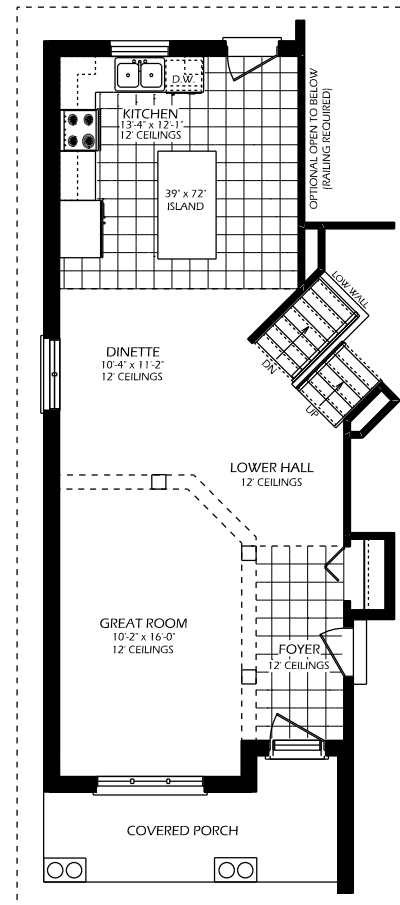 D.W.
KITCHEN
13'-4" x 12'-1"
12' CEILINGS
OPTIONAL OPEN TO BELOW
(RAILING REQUIRED)
39" x 72"
ISLAND
LOW WALL
DN
UP
DINETTE
10'-4" x 11'-2"
12' CEILINGS
LOWER HALL
12' CEILINGS
GREAT ROOM
10'-2" x 16'-0"
12' CEILINGS
FOYER
12' CEILINGS
COVERED PORCH